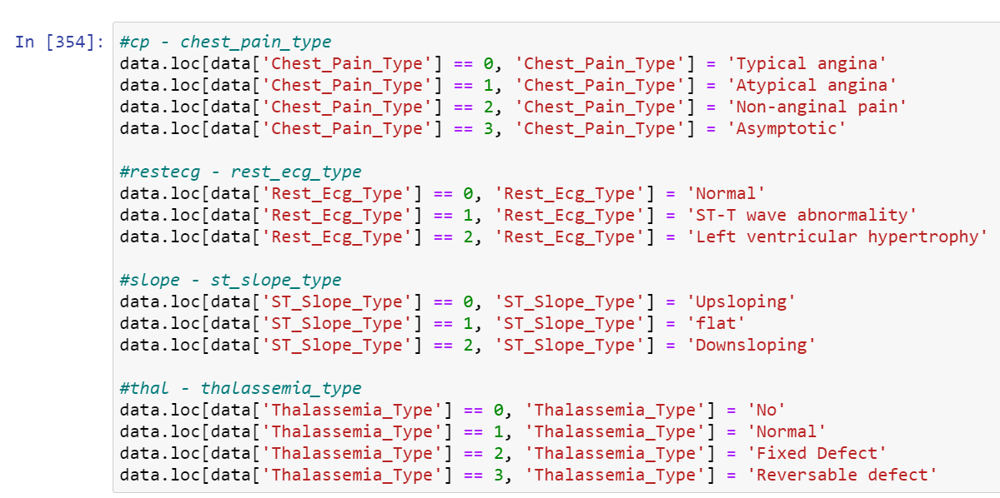 In [354]:
#cp - chest_pain_type
data.loc[data['Chest_Pain_Type'] == 0, 'Chest_Pain_Type'] = 'Typical angina'
data.loc[data['Chest_Pain_Type'] == 1, 'Chest_Pain_Type'] = 'Atypical angina'
data.loc[data['Chest_Pain_Type'] == 2, 'Chest_Pain_Type'] = 'Non-anginal pain'
data.loc[data['Chest_Pain_Type'] == 3, 'Chest_Pain_Type'] = 'Asymptotic'
#restecg - rest_ecg_type
data.loc[data['Rest_Ecg_Type'] == 0, 'Rest_Ecg_Type'] = 'Normal'
data.loc[data['Rest_Ecg_Type'] == 1, 'Rest_Ecg_Type'] = 'ST-T wave abnormality'
data.loc[data['Rest_Ecg_Type'] == 2, 'Rest_Ecg_Type'] = 'Left ventricular hypertrophy'
#slope - st_slope_type
data.loc[data['ST_Slope_Type'] == 0, 'ST_Slope_Type'] = 'Upsloping'
data.loc[data['ST_Slope_Type'] == 1, 'ST_Slope_Type'] = 'flat'
data.loc[data['ST_Slope_Type'] == 2, 'ST_Slope_Type'] = 'Downsloping'
#thal - thalassemia_type
data.loc[data['Thalassemia_Type'] == 0, 'Thalassemia_Type'] = 'No'
data.loc[data['Thalassemia_Type'] == 1, 'Thalassemia_Type'] = 'Normal'
data.loc[data['Thalassemia_Type'] == 2, 'Thalassemia_Type'] = 'Fixed Defect'
data.loc[data['Thalassemia_Type'] == 3, 'Thalassemia_Type'] = 'Reversable defect'